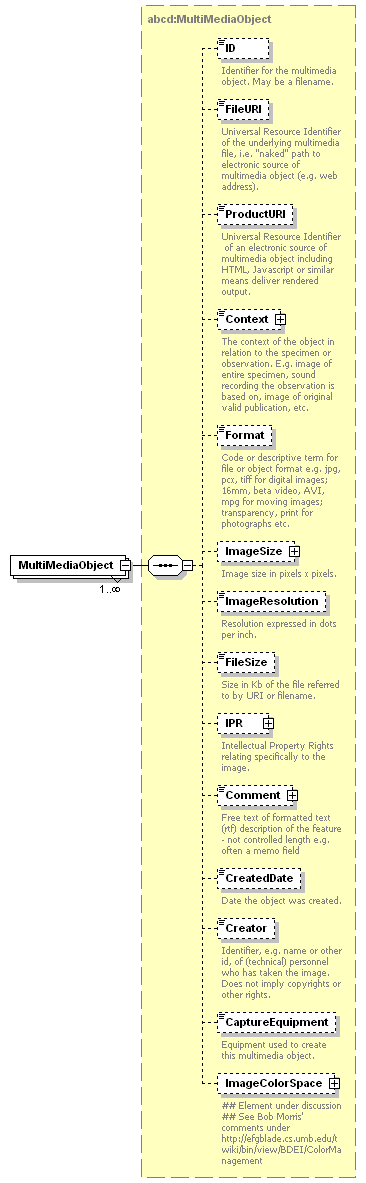 abcd:MultiMediaObject
ID
Identifier for the multimedia
object. May be a filename.
FileURI
Universal Resource Identifier
of the underlying multimedia
file, i.e. "naked" path to
electronic source of
multimedia object (e.g. web
address).
ProductURI
Universal Resource Identifier
of an electronic source of
multimedia object including
HTML, Javascript or similar
means deliver rendered
output.
Context
The context of the object in
relation to the specimen or
observation. E.g. image of
entire specimen, sound
recording the observation is
based on, image of original
valid publication, etc.
Format
Code or descriptive term for
file or object format e.g. jpg,
pcx, tiff for digital images;
16mm, beta video, AVI,
mpg for moving images;
transparency, print for
photographs etc.
MultiMediaObject
1..∞
ImageSize
Image size in pixels x pixels.
ImageResolution
Resolution expressed in dots
per inch.
FileSize
Size in Kb of the file referred
to by URI or filename.
IPR
Intellectual Property Rights
relating specifically to the
image.
Comment
Free text of formatted text
(rtf) description of the feature
- not controlled length e.g.
often a memo field
CreatedDate
Date the object was created.
Creator
Identifier, e.g. name or other
id, of (technical) personnel
who has taken the image.
Does not imply copyrights or
other rights.
CaptureEquipment
Equipment used to create
this multimedia object.
ImageColorSpace
## Element under discussion
## See Bob Morris'
comments under
http://efgblade.cs.umb.edu/t
wiki/bin/view/BDEI/ColorMa
nagement